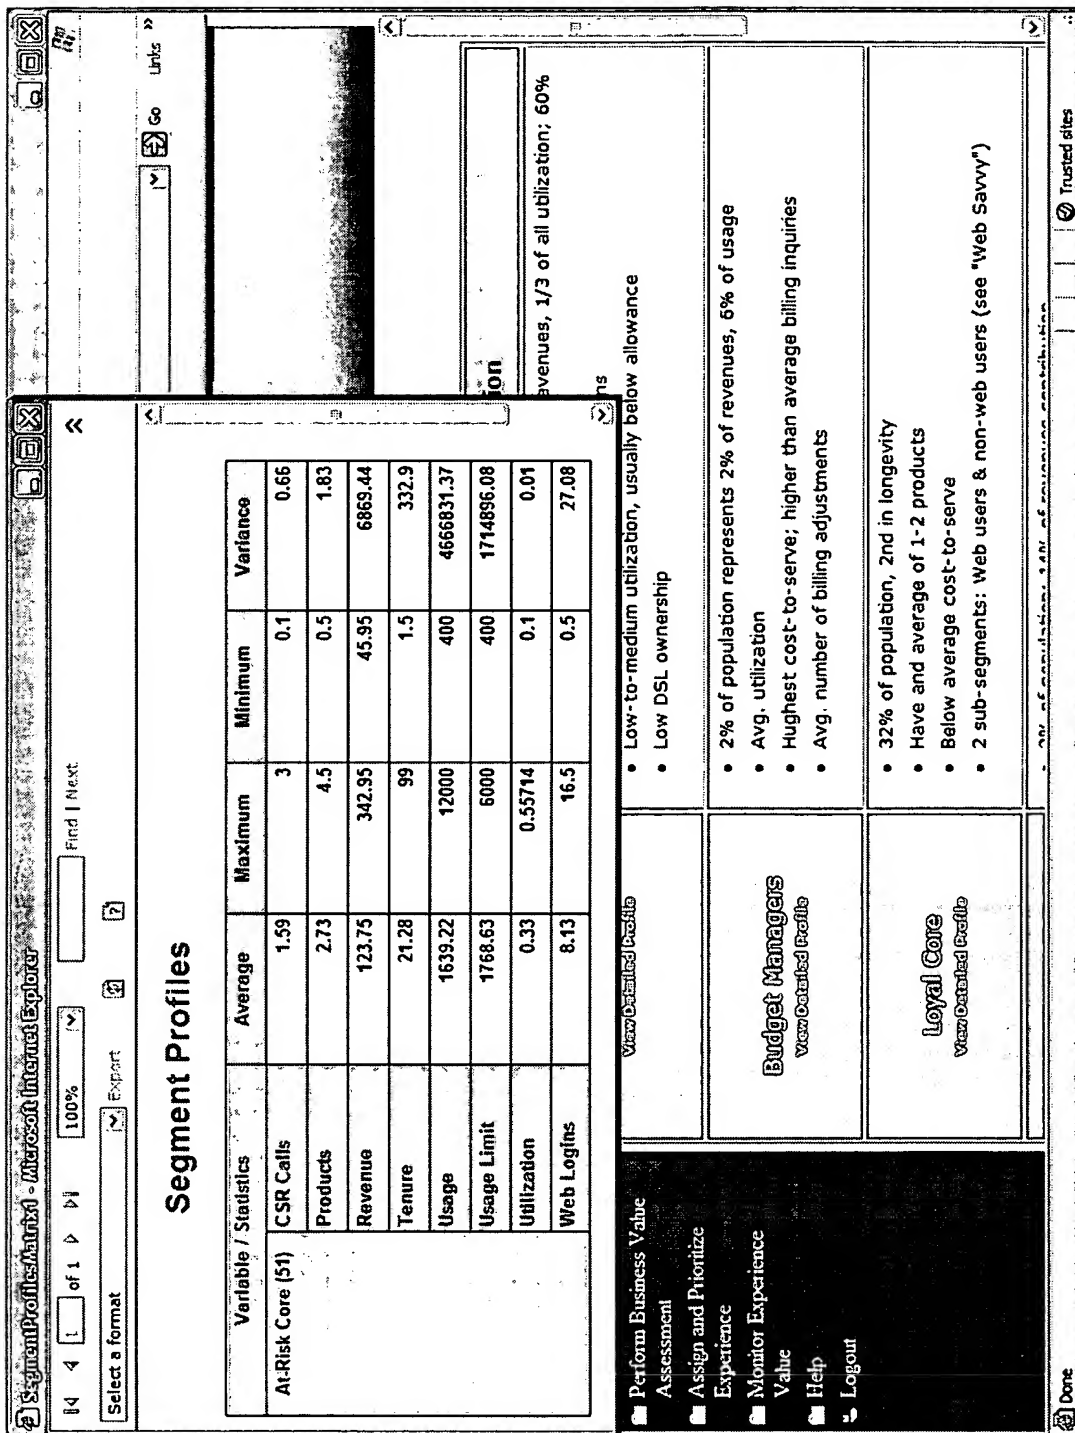 SegmentProfilesMatrix1 - Microsoft Internet Explorer
1 of 1 100% Find | Next
Select a format Export
Segment Profiles
Variable / Statistics Average Maximum Minimum Variance
At-Risk Core (51) CSR Calls 1.59 3 0.1 0.66
Products 2.73 4.5 0.5 1.83
Revenue 123.75 342.95 45.95 6869.44
Tenure 21.28 99 1.5 332.9
Usage 1639.22 12000 400 4666831.37
Usage Limit 1768.63 6000 400 1714896.08
Utilization 0.33 0.55714 0.1 0.01
Web Logins 8.13 16.5 0.5 27.08
Go Links »
ion
avenues, 1/3 of all utilization; 60%
ns
• Low-to-medium utilization, usually below allowance
• Low DSL ownership
View Detailed Profile
Budget Managers
View Detailed Profile
• 2% of population represents 2% of revenues, 6% of usage
• Avg. utilization
• Hughest cost-to-serve; higher than average billing inquiries
• Avg. number of billing adjustments
Loyal Core
View Detailed Profile
• 32% of population, 2nd in longevity
• Have and average of 1-2 products
• Below average cost-to-serve
• 2 sub-segments: Web users & non-web users (see "Web Savvy")
Perform Business Value
Assessment
Assign and Prioritize
Experience
Monitor Experience
Value
Help
Logout
Done Trusted sites